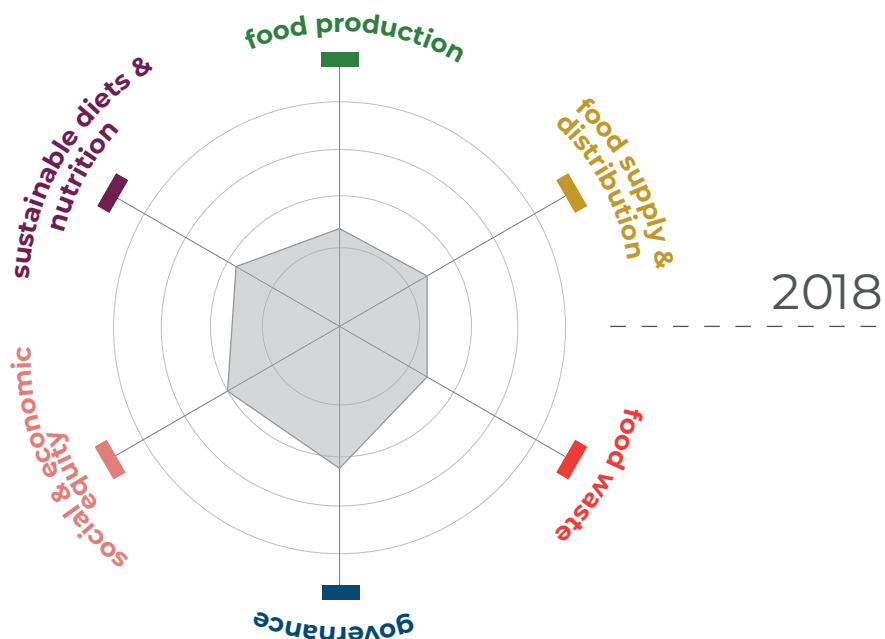 food production
food supply &
distribution
2018
food waste
governance
social & economic
equity
sustainable diets &
nutrition